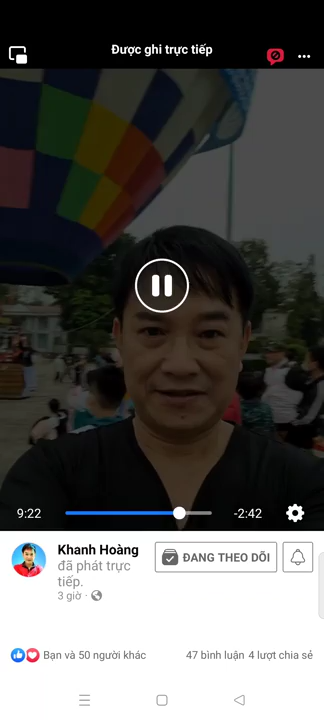 Được ghi trực tiếp
9:22
-2:42
Khanh Hoàng
đã phát trực
tiếp.
3 giờ ·
ĐANG THEO DÕI
Bạn và 50 người khác
47 bình luận 4 lượt chia sẻ